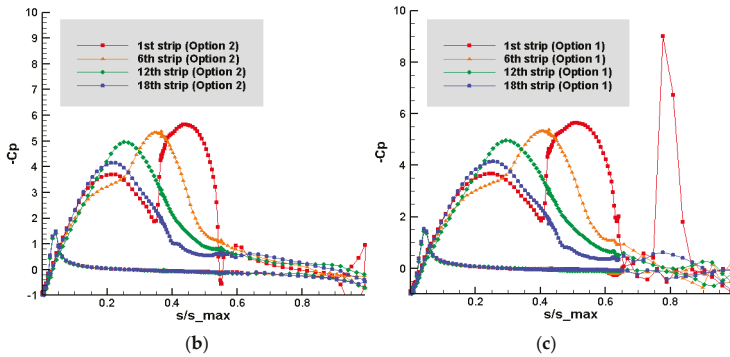 10
9
8
7
6
5
4
3
2
1
0
-1
-Cp
1st strip (Option 2)
6th strip (Option 2)
12th strip (Option 2)
18th strip (Option 2)
0.2
0.4
0.6
0.8
s/s_max
(b)
10
8
6
4
2
0
-Cp
1st strip (Option 1)
6th strip (Option 1)
12th strip (Option 1)
18th strip (Option 1)
0.2
0.4
0.6
0.8
s/s_max
(c)